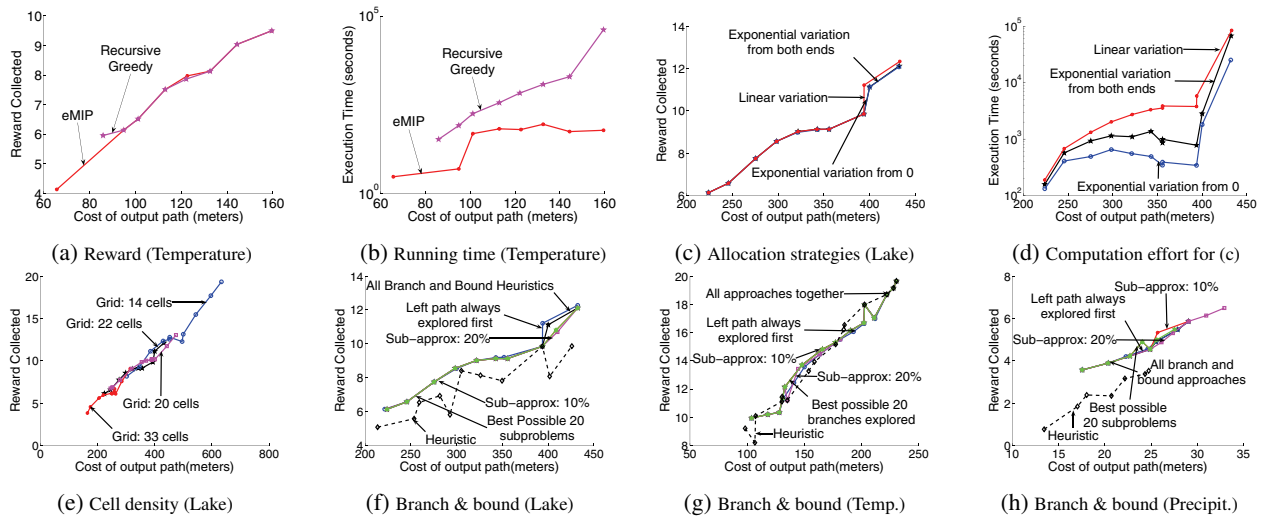 10
9
8
7
6
5
4
Reward Collected
Recursive
Greedy
eMIP
60 80 100 120 140 160
Cost of output path (meters)
(a) Reward (Temperature)
10^5
10^0
Execution Time (seconds)
Recursive
Greedy
eMIP
60 80 100 120 140 160
Cost of output path (meters)
(b) Running time (Temperature)
14
12
10
8
6
Reward Collected
Exponential variation
from both ends
Linear variation
Exponential variation from 0
200 250 300 350 400 450
Cost of output path (meters)
(c) Allocation strategies (Lake)
10^5
10^4
10^3
10^2
Execution Time (seconds)
Linear variation
Exponential variation
from both ends
Exponential variation from 0
200 250 300 350 400 450
Cost of output path (meters)
(d) Computation effort for (c)
20
15
10
5
0
Reward Collected
Grid: 14 cells
Grid: 22 cells
Grid: 20 cells
Grid: 33 cells
0 200 400 600 800
Cost of output path(meters)
(e) Cell density (Lake)
14
12
10
8
6
4
Reward Collected
All Branch and Bound Heuristics
Left path always
explored first
Sub-approx: 20%
Sub-approx: 10%
Best Possible 20
subproblems
Heuristic
200 250 300 350 400 450
Cost of output path(meters)
(f) Branch & bound (Lake)
20
18
16
14
12
10
8
Reward Collected
All approaches together
Left path always
explored first
Sub-approx: 10%
Sub-approx: 20%
Best possible 20
branches explored
Heuristic
50 100 150 200 250
Cost of output path(meters)
(g) Branch & bound (Temp.)
8
6
4
2
0
Reward Collected
Sub-approx: 10%
Left path always
explored first
Sub-approx: 20%
All branch and
bound approaches
Best possible
20 subproblems
Heuristic
10 15 20 25 30 35
Cost of output path(meters)
(h) Branch & bound (Precipit.)